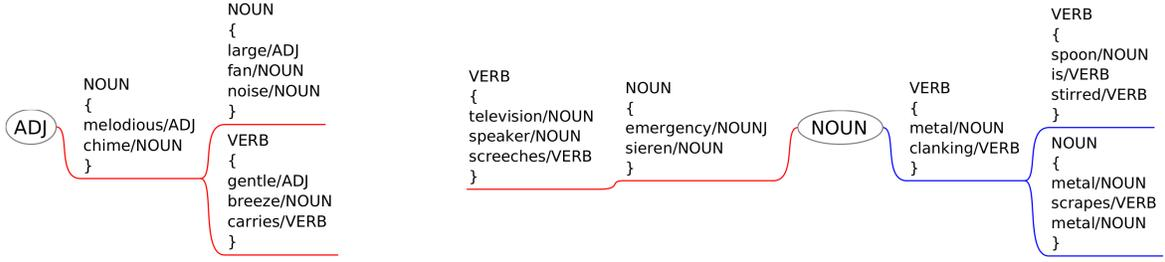 ADJ
NOUN
{
melodious/ADJ
chime/NOUN
}
NOUN
{
large/ADJ
fan/NOUN
noise/NOUN
}
VERB
{
gentle/ADJ
breeze/NOUN
carries/VERB
}
VERB
{
television/NOUN
speaker/NOUN
screeches/VERB
}
NOUN
{
emergency/NOUNJ
sieren/NOUN
}
NOUN
VERB
{
metal/NOUN
clanking/VERB
}
VERB
{
spoon/NOUN
is/VERB
stirred/VERB
}
NOUN
{
metal/NOUN
scrapes/VERB
metal/NOUN
}